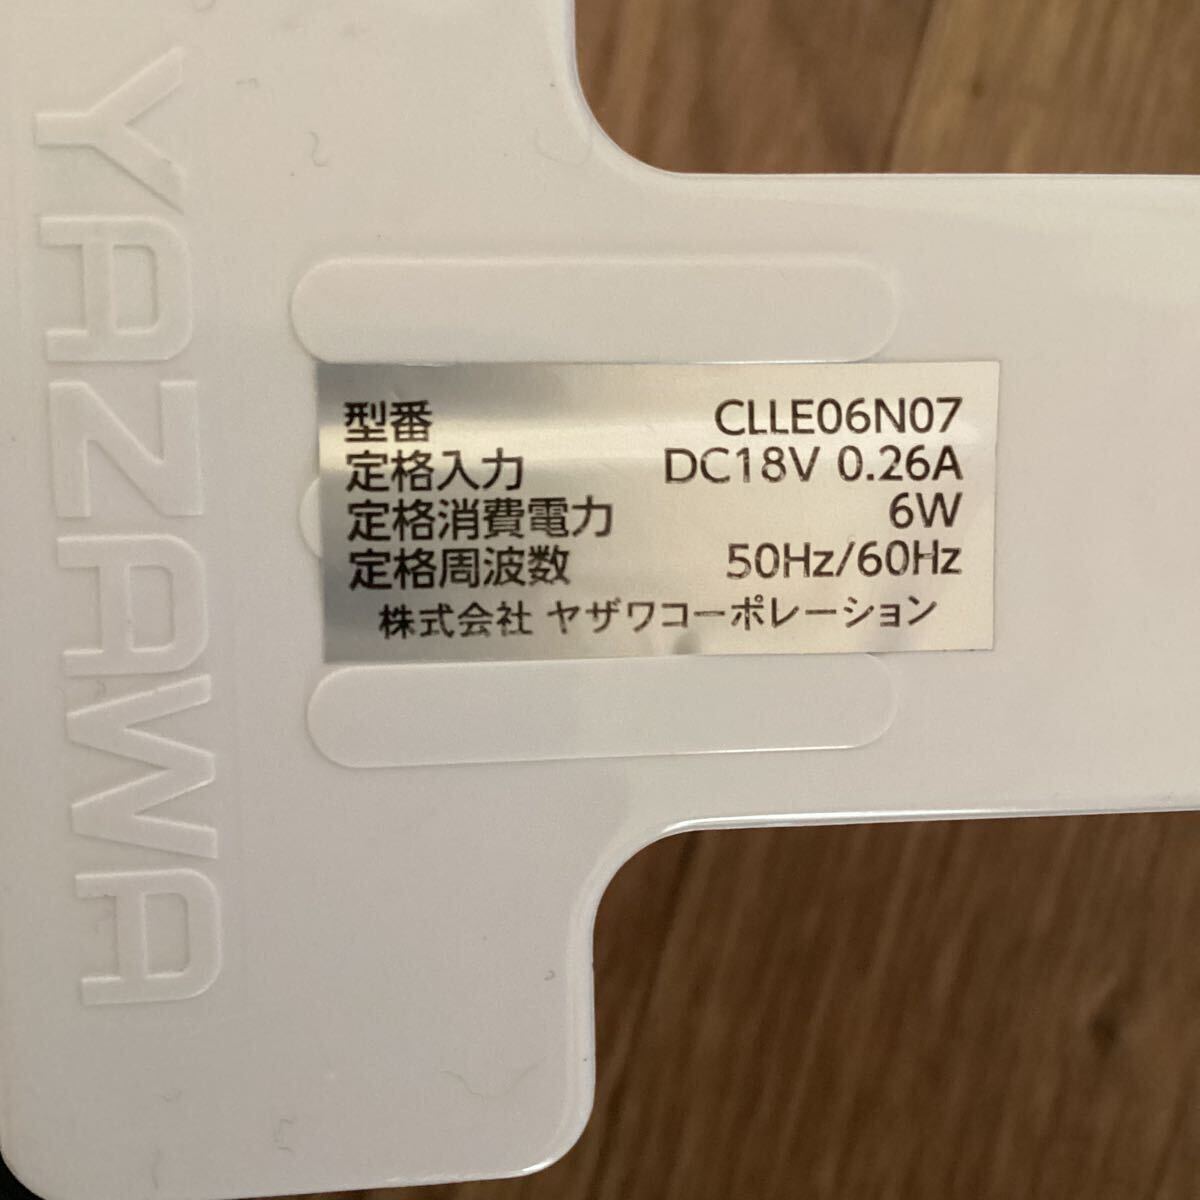 YAZAWA
型番 CLLE06N07
定格入力 DC18V 0.26A
定格消費電力 6W
定格周波数 50Hz/60Hz
株式会社 ヤザワコーポレーション